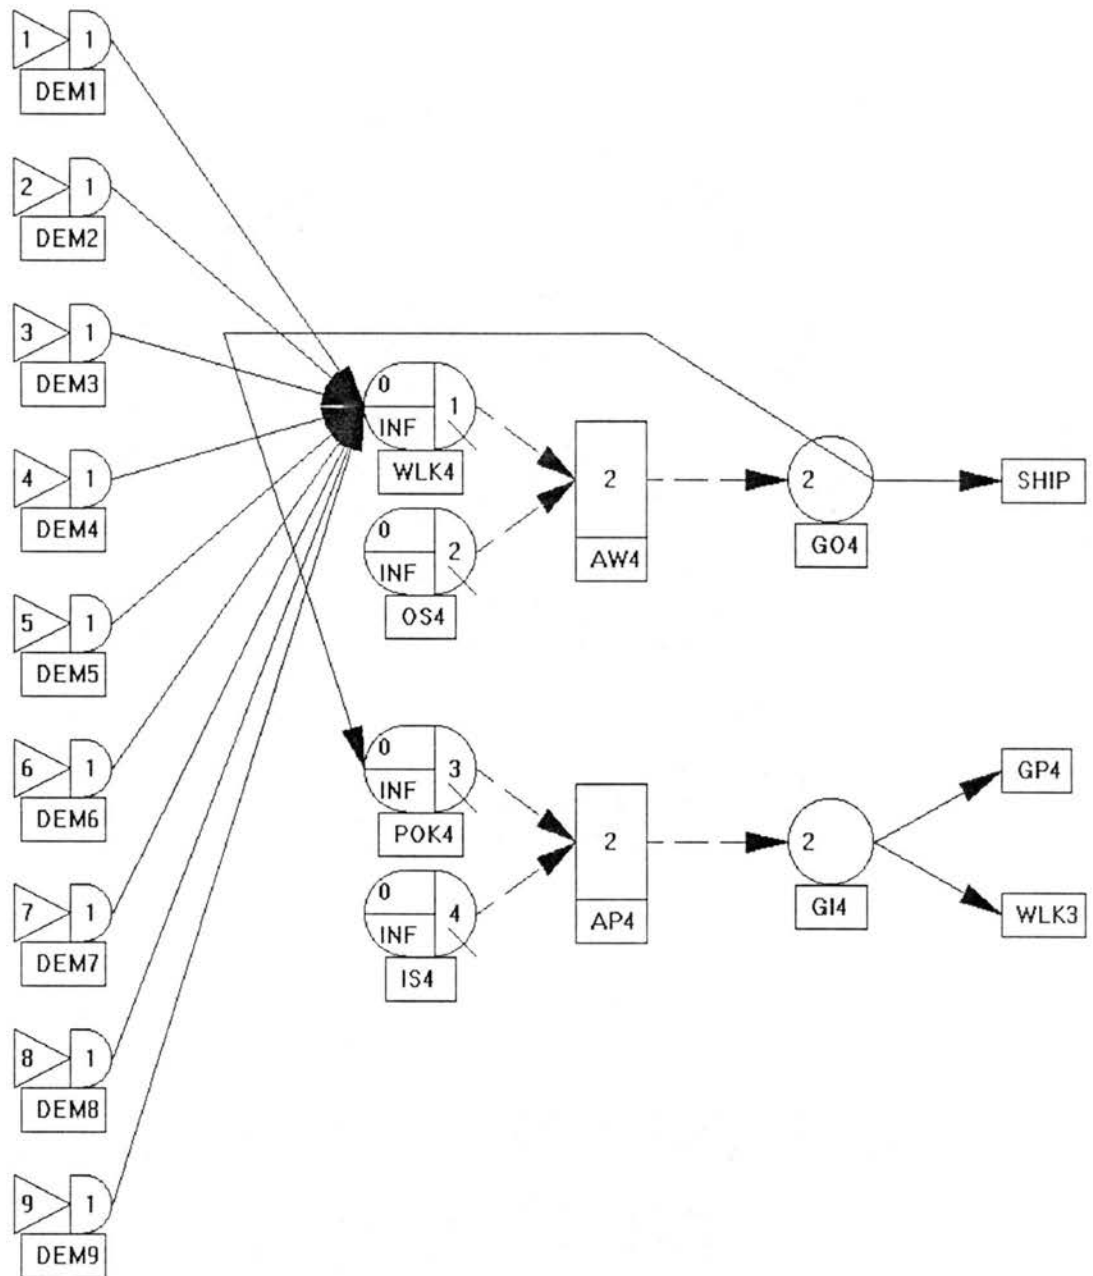 1 1
DEM1
2 1
DEM2
3 1
DEM3
4 1
DEM4
5 1
DEM5
6 1
DEM6
7 1
DEM7
8 1
DEM8
9 1
DEM9
0
INF
1
WLK4
0
INF
2
OS4
2
AW4
2
GO4
SHIP
0
INF
3
POK4
0
INF
4
IS4
2
AP4
2
GI4
GP4
WLK3